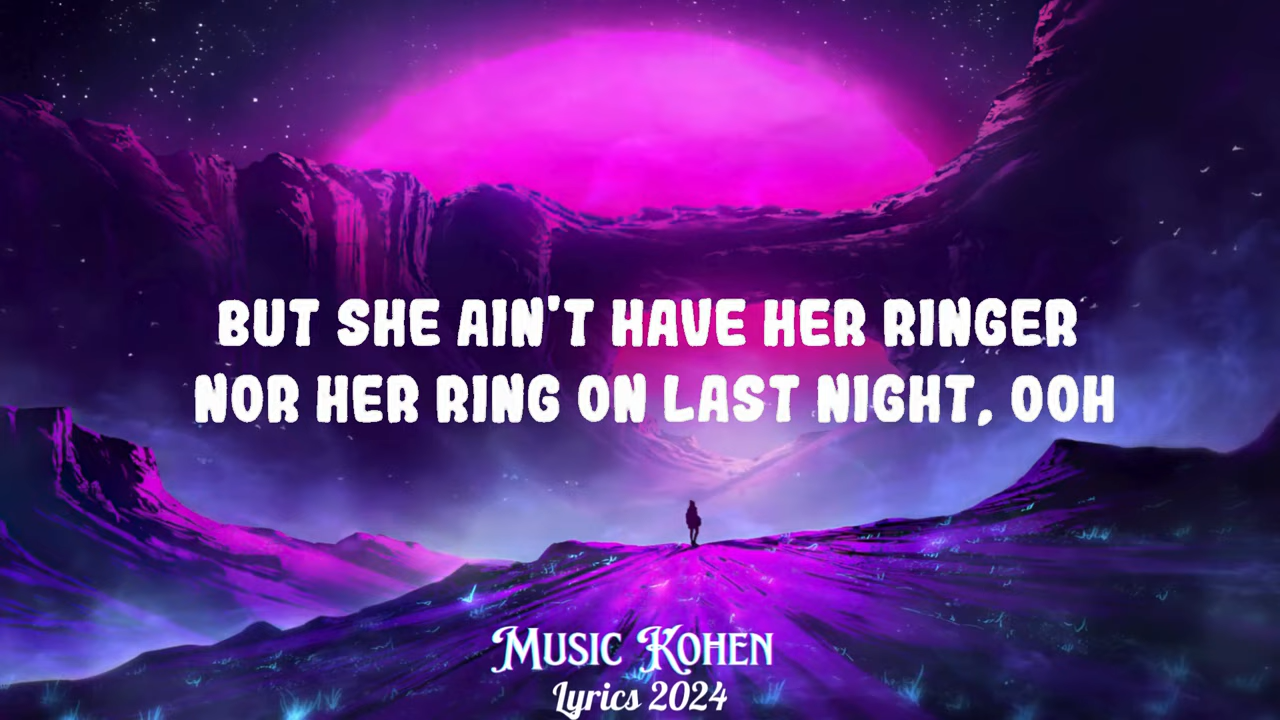 BUT SHE AIN'T HAVE HER RINGER
NOR HER RING ON LAST NIGHT, OOH
MUSIC KOHEN
Lyrics 2024